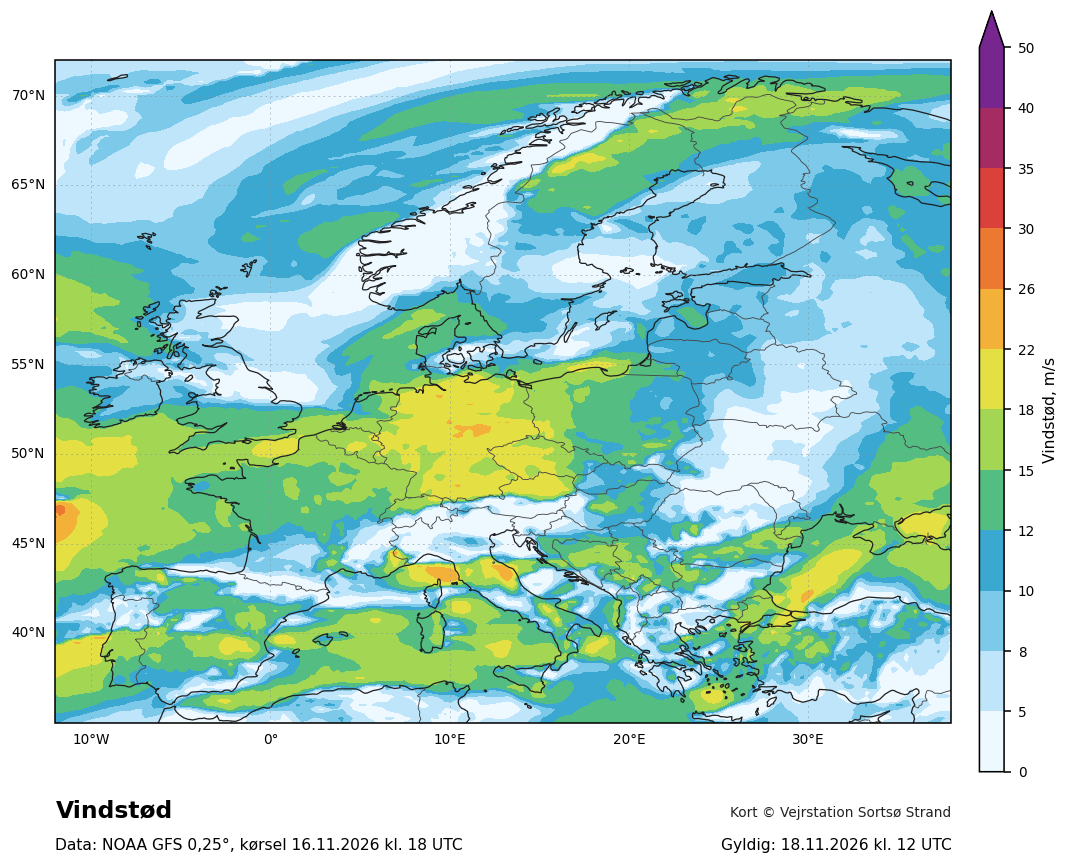 70°N
65°N
60°N
55°N
50°N
45°N
40°N
10°W
0°
10°E
20°E
30°E
50
40
35
30
26
22
18
15
12
10
8
5
0
Vindstød, m/s
Vindstød
Kort © Vejrstation Sortsø Strand
Data: NOAA GFS 0,25°, kørsel 16.11.2026 kl. 18 UTC
Gyldig: 18.11.2026 kl. 12 UTC